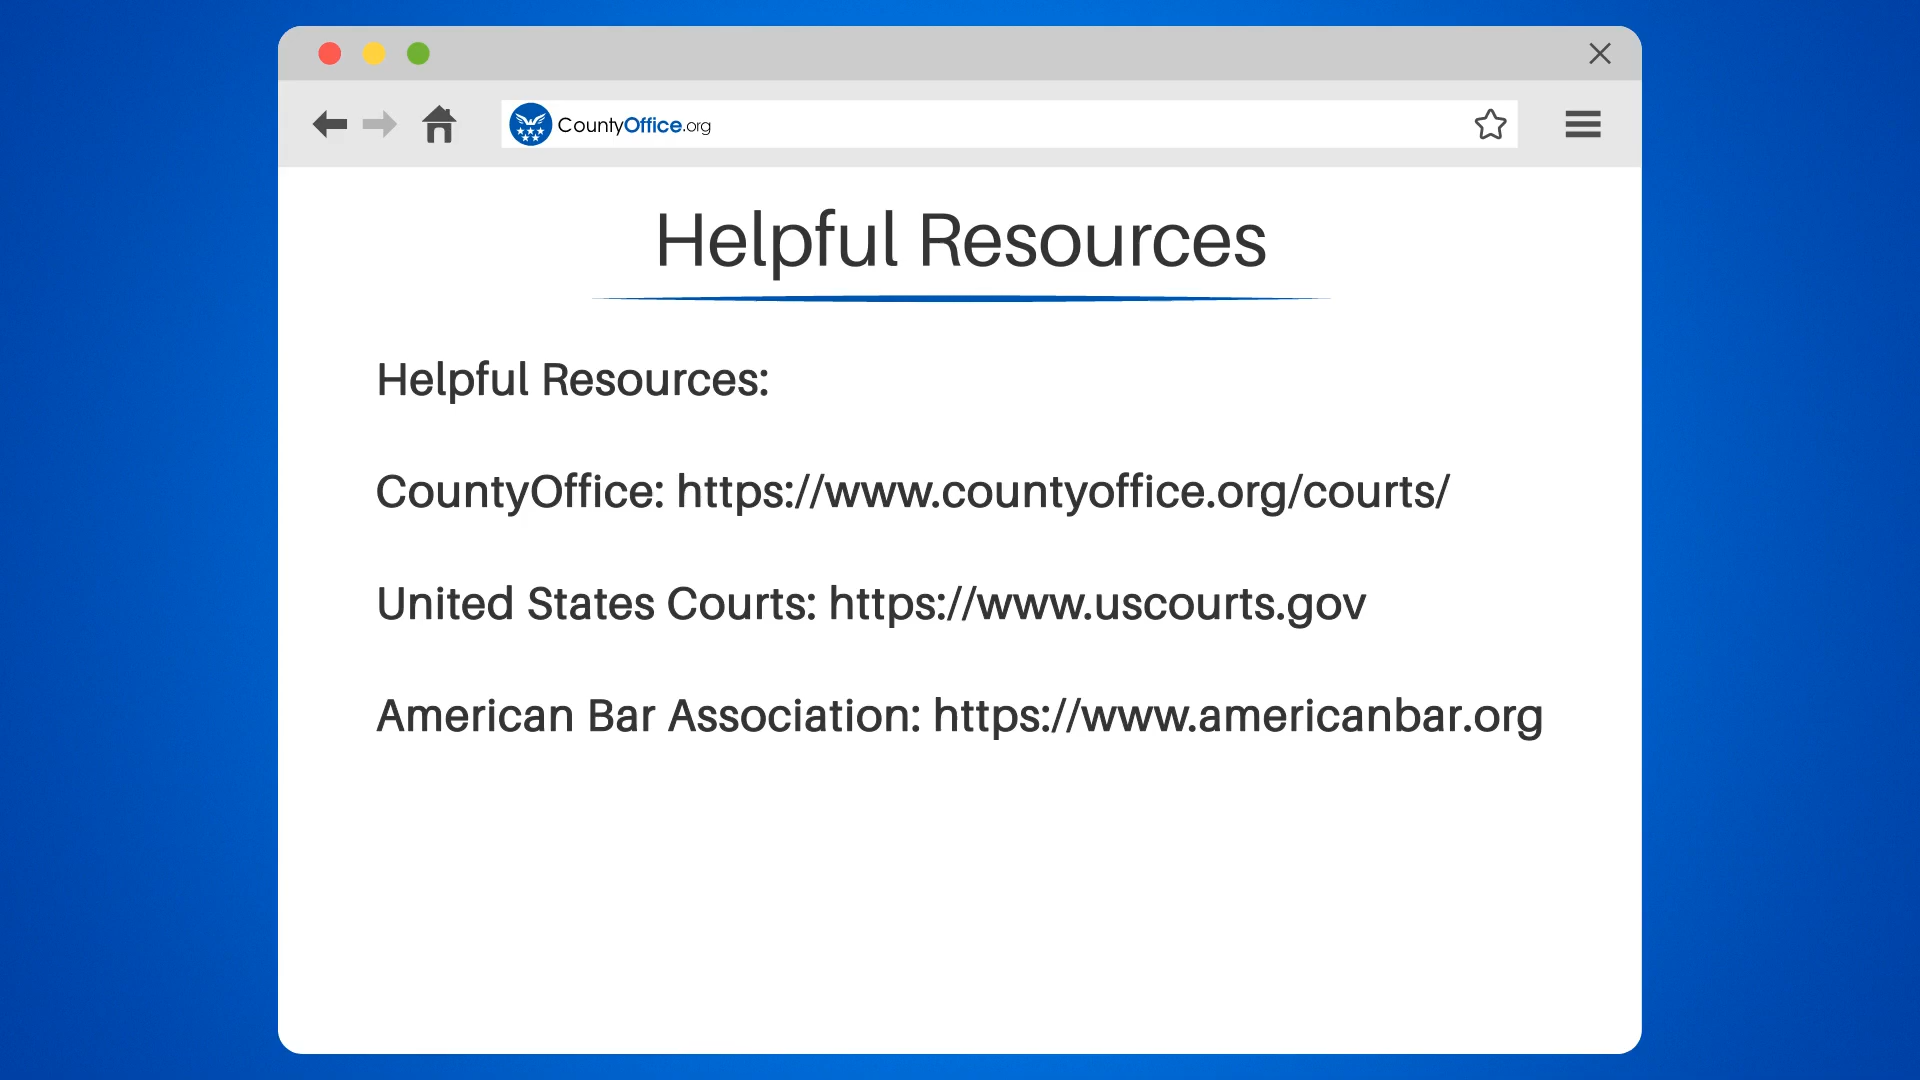 CountyOffice.org
Helpful Resources
Helpful Resources:
CountyOffice: https://www.countyoffice.org/courts/
United States Courts: https://www.uscourts.gov
American Bar Association: https://www.americanbar.org